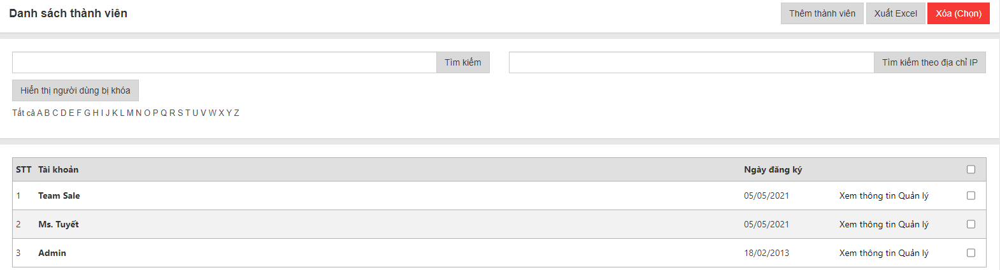 Danh sách thành viên Thêm thành viên Xuất Excel Xóa (Chọn)
Tìm kiếm Tìm kiếm theo địa chỉ IP
Hiển thị người dùng bị khóa
Tất cả A B C D E F G H I J K L M N O P Q R S T U V W X Y Z
STT Tài khoản Ngày đăng ký
1 Team Sale 05/05/2021 Xem thông tin Quản lý
2 Ms. Tuyết 05/05/2021 Xem thông tin Quản lý
3 Admin 18/02/2013 Xem thông tin Quản lý